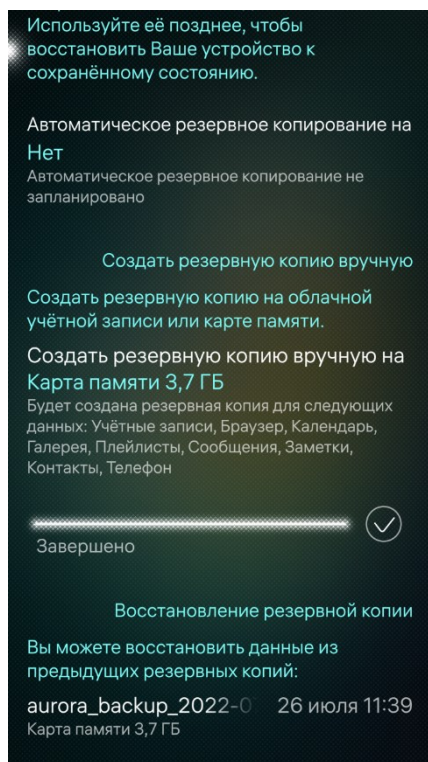 Используйте её позднее, чтобы
восстановить Ваше устройство к
сохранённому состоянию.
Автоматическое резервное копирование на
Нет
Автоматическое резервное копирование не
запланировано
Создать резервную копию вручную
Создать резервную копию на облачной
учётной записи или карте памяти.
Создать резервную копию вручную на
Карта памяти 3,7 ГБ
Будет создана резервная копия для следующих
данных: Учётные записи, Браузер, Календарь,
Галерея, Плейлисты, Сообщения, Заметки,
Контакты, Телефон
Завершено
Восстановление резервной копии
Вы можете восстановить данные из
предыдущих резервных копий:
aurora_backup_2022-0 26 июля 11:39
Карта памяти 3,7 ГБ